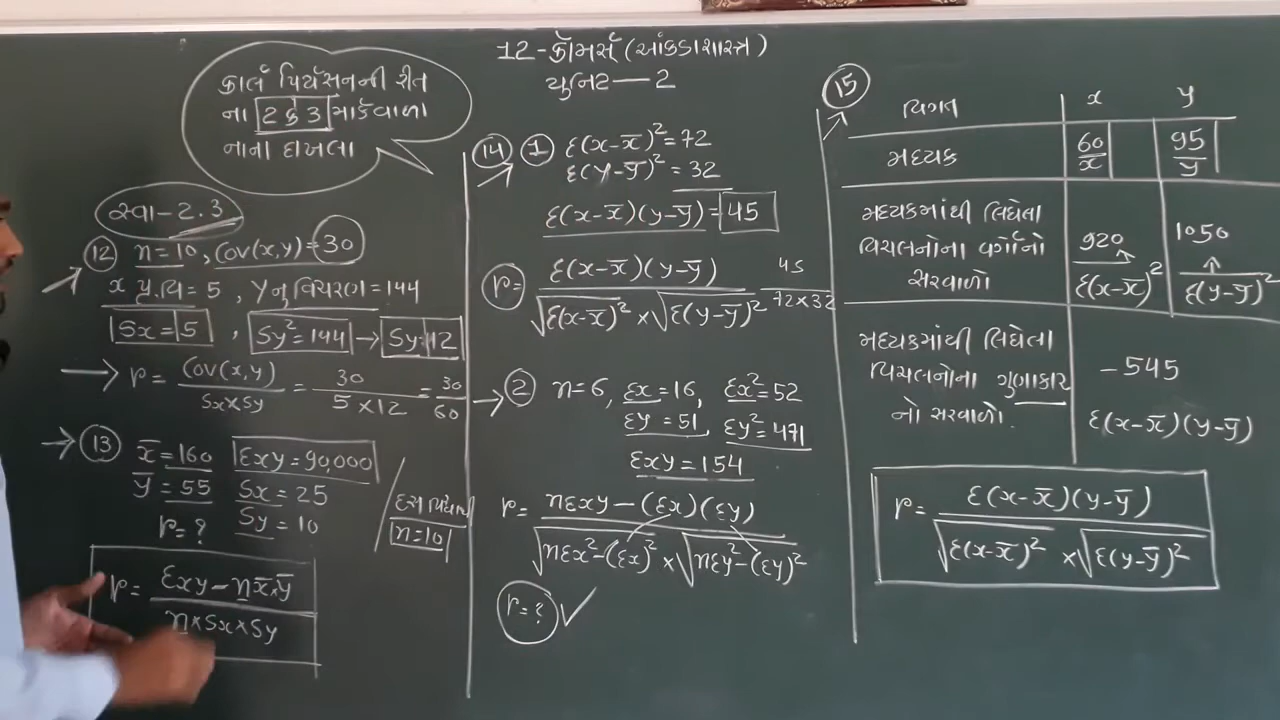 12-કૉમર્સ (આંકડાશાસ્ત્ર)
યુનિટ — 2
કાર્લ પિયૅસનની રીત
ના 2 કે 3 માર્કવાળા
નાના દાખલા
સ્વા-2.3
12 n=10, Cov(x,y)=30
x પ્ર.વિ = 5, Yનુ વિચરણ = 144
Sx = 5, Sy²=144 → Sy=12
→ r = Cov(x,y) / Sx×Sy = 30 / 5×12 = 30/60
→ 13 x̄=160 Σxy=90,000
ȳ=55 Sx=25
r=? Sy=10
n=10
r = Σxy − n x̄×ȳ / n×Sx×Sy
14 1 Σ(x-x̄)²=72
Σ(y-ȳ)²=32
Σ(x-x̄)(y-ȳ)=45
r = Σ(x-x̄)(y-ȳ) / √Σ(x-x̄)² × √Σ(y-ȳ)² 45 / 72×32
→ 2 n=6, Σx=16, Σx²=52
Σy=51, Σy²=471
Σxy=154
r = nΣxy − (Σx)(Σy) / √nΣx²−(Σx)² × √nΣy²−(Σy)²
r=? ✓
15 વિગત x y
મધ્યક 60 x̄ 95 ȳ
મધ્યકમાંથી લિધેલા
વિચલનોના વર્ગોનો 920 1050
સરવાળો Σ(x-x̄)² Σ(y-ȳ)²
મધ્યકમાંથી લિધેલા
વિચલનોના ગુણાકાર -545
નો સરવાળો. Σ(x-x̄)(y-ȳ)
r = Σ(x-x̄)(y-ȳ) / √Σ(x-x̄)² × √Σ(y-ȳ)²